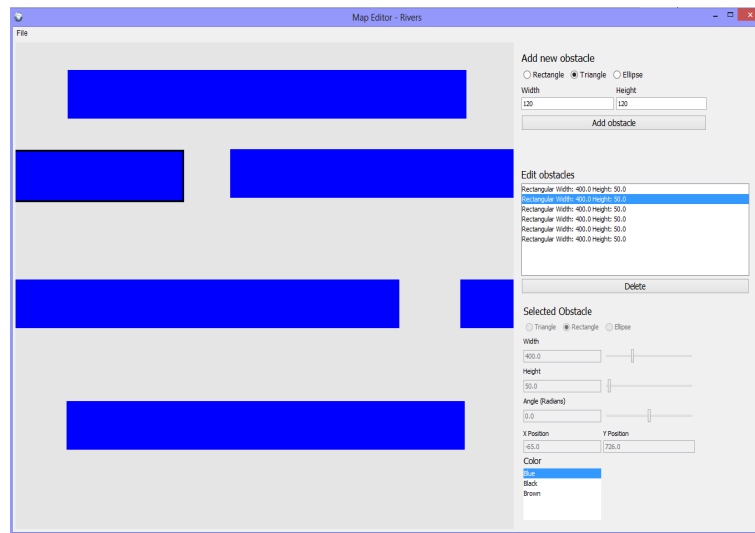 Map Editor - Rivers
File
Add new obstacle
Rectangle Triangle Ellipse
Width Height
120 120
Add obstacle
Edit obstacles
Rectangular Width: 400.0 Height: 50.0
Rectangular Width: 400.0 Height: 50.0
Rectangular Width: 400.0 Height: 50.0
Rectangular Width: 400.0 Height: 50.0
Rectangular Width: 400.0 Height: 50.0
Rectangular Width: 400.0 Height: 50.0
Delete
Selected Obstacle
Triangle Rectangle Ellipse
Width
400.0
Height
50.0
Angle (Radians)
0.0
X Position Y Position
-65.0 726.0
Color
Blue
Black
Brown